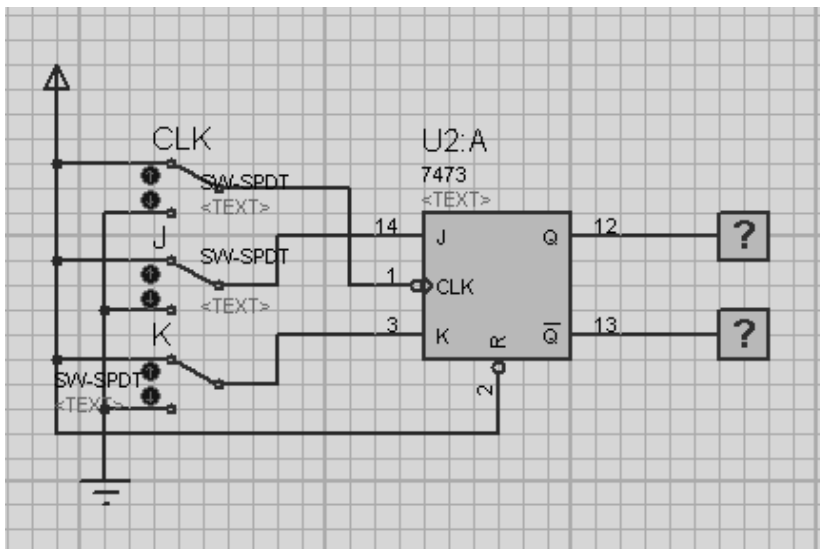 CLK
U2:A
7473
<TEXT>
SW-SPDT
<TEXT>
J
SW-SPDT
<TEXT>
K
SW-SPDT
<TEXT>
14
J
Q
12
?
1
CLK
3
K
R
Q
13
?
2